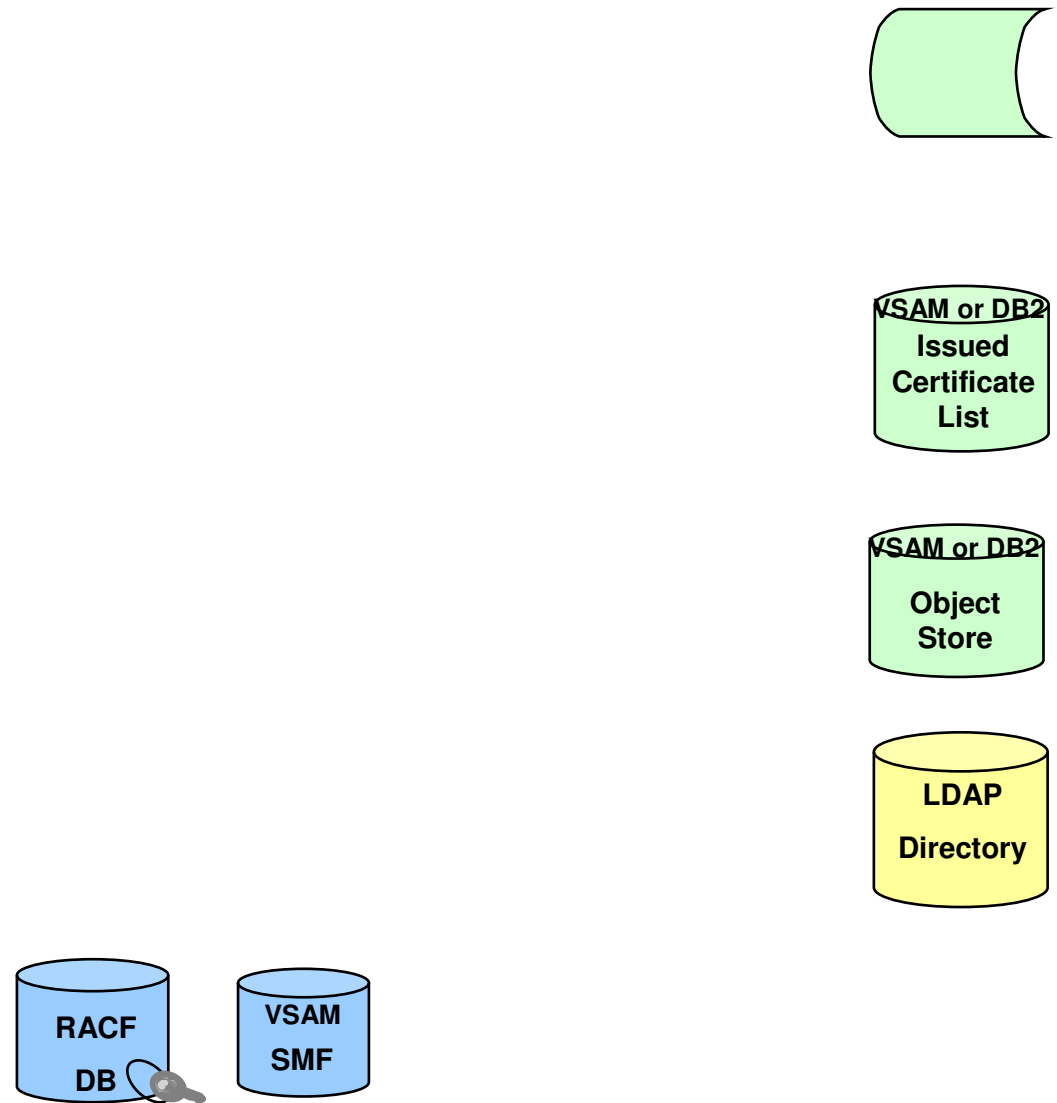 VSAM or DB2
Issued
Certificate
List
VSAM or DB2
Object
Store
LDAP
Directory
RACF
DB
VSAM
SMF